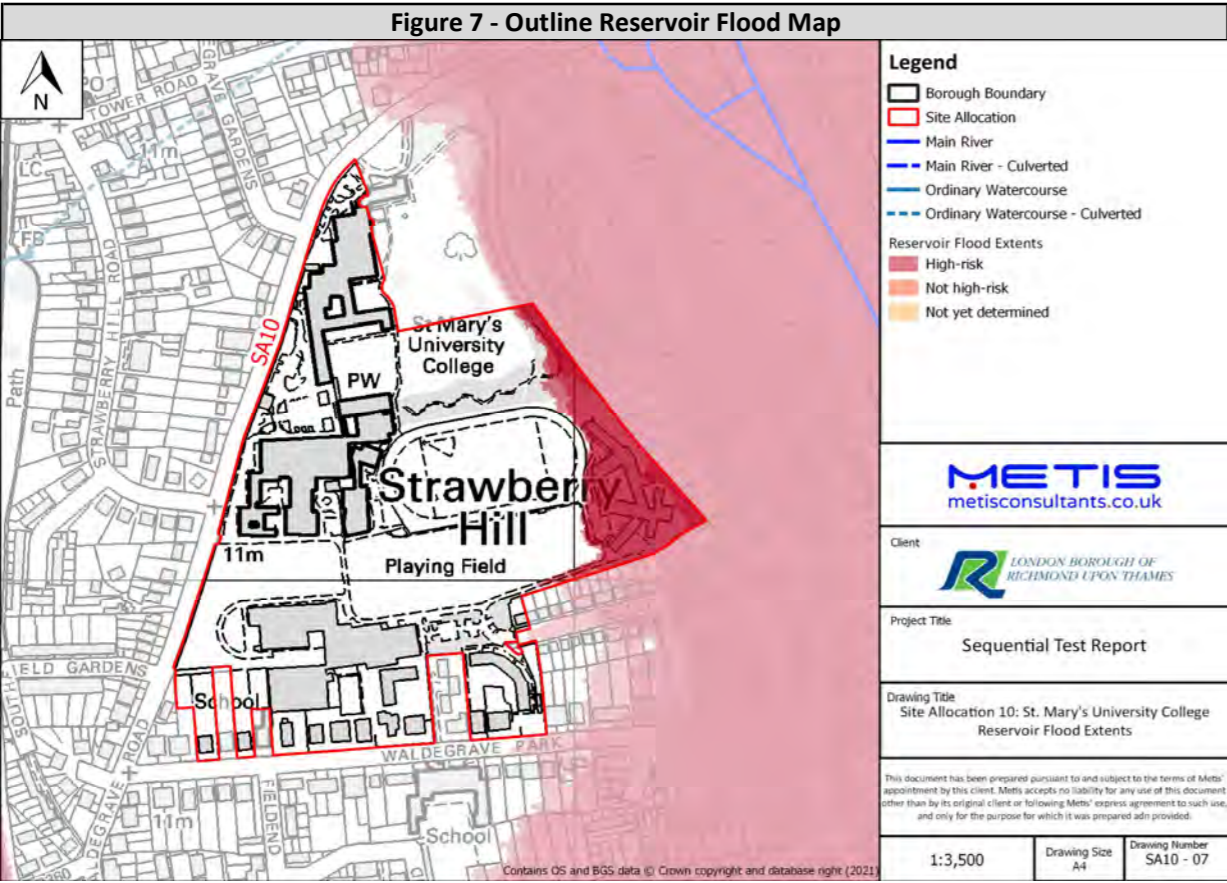 Figure 7 - Outline Reservoir Flood Map
N
PO
TOWER ROAD
WALDEGRAVE GARDENS
11m
LC
FB
STRAWBERRY HILL ROAD
Path
SA10
St Mary's
University
College
PW
Strawberry
Hill
11m
Playing Field
SOUTHFIELD GARDENS
School
WALDEGRAVE PARK
WALDEGRAVE ROAD
FIELDEND
11m
School
Contains OS and BGS data © Crown copyright and database right (2021)
Legend
Borough Boundary
Site Allocation
Main River
Main River - Culverted
Ordinary Watercourse
Ordinary Watercourse - Culverted
Reservoir Flood Extents
High-risk
Not high-risk
Not yet determined
METIS
metisconsultants.co.uk
Client
LONDON BOROUGH OF
RICHMOND UPON THAMES
Project Title
Sequential Test Report
Drawing Title
Site Allocation 10: St. Mary's University College
Reservoir Flood Extents
This document has been prepared pursuant to and subject to the terms of Metis'
appointment by this client. Metis accepts no liability for any use of this document
other than by its original client or following Metis' express agreement to such use,
and only for the purpose for which it was prepared adn provided.
1:3,500
Drawing Size
A4
Drawing Number
SA10 - 07